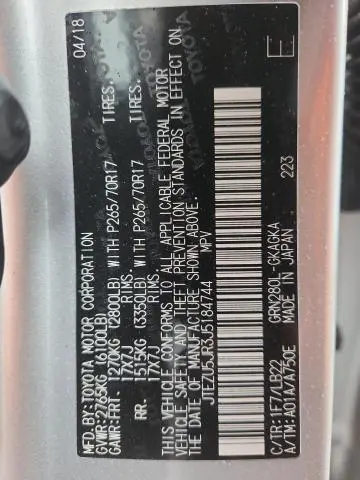 MFD.BY:TOYOTA MOTOR CORPORATION 04/18
GVWR:2765KG (6100LB)
GAWR:FRT. 1270KG (2800LB) WITH P265/70R17 TIRES.
17X7J RIMS.
RR. 1515KG (3350LB) WITH P265/70R17 TIRES.
17X7J RIMS.
THIS VEHICLE CONFORMS TO ALL APPLICABLE FEDERAL MOTOR
VEHICLE SAFETY AND THEFT PREVENTION STANDARDS IN EFFECT ON
THE DATE OF MANUFACTURE SHOWN ABOVE.
JTEZU5JR3J5184744 MPV
C/TR:1F7/LB22 GRN280L-GKAGKA
A/TM:A01A/A750E MADE IN JAPAN 223